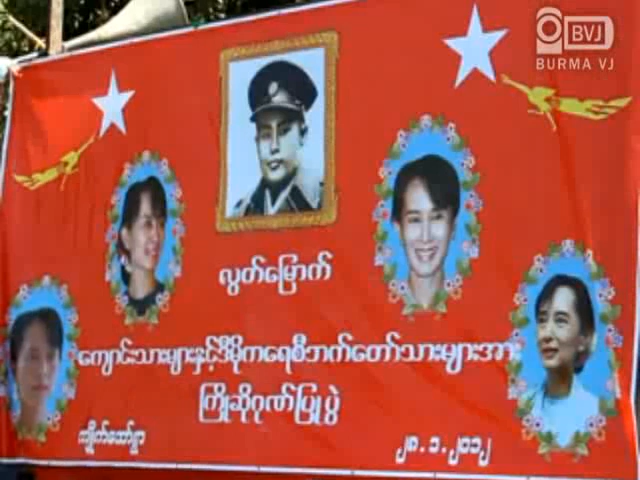 BVJ
BURMA VJ
လွတ်မြောက်
ကျောင်းသားများနှင့်ဒီမိုကရေစီဘက်တော်သားများအား
ကြိုဆိုဂုဏ်ပြုပွဲ
၂၈.၁.၂၀၁၂